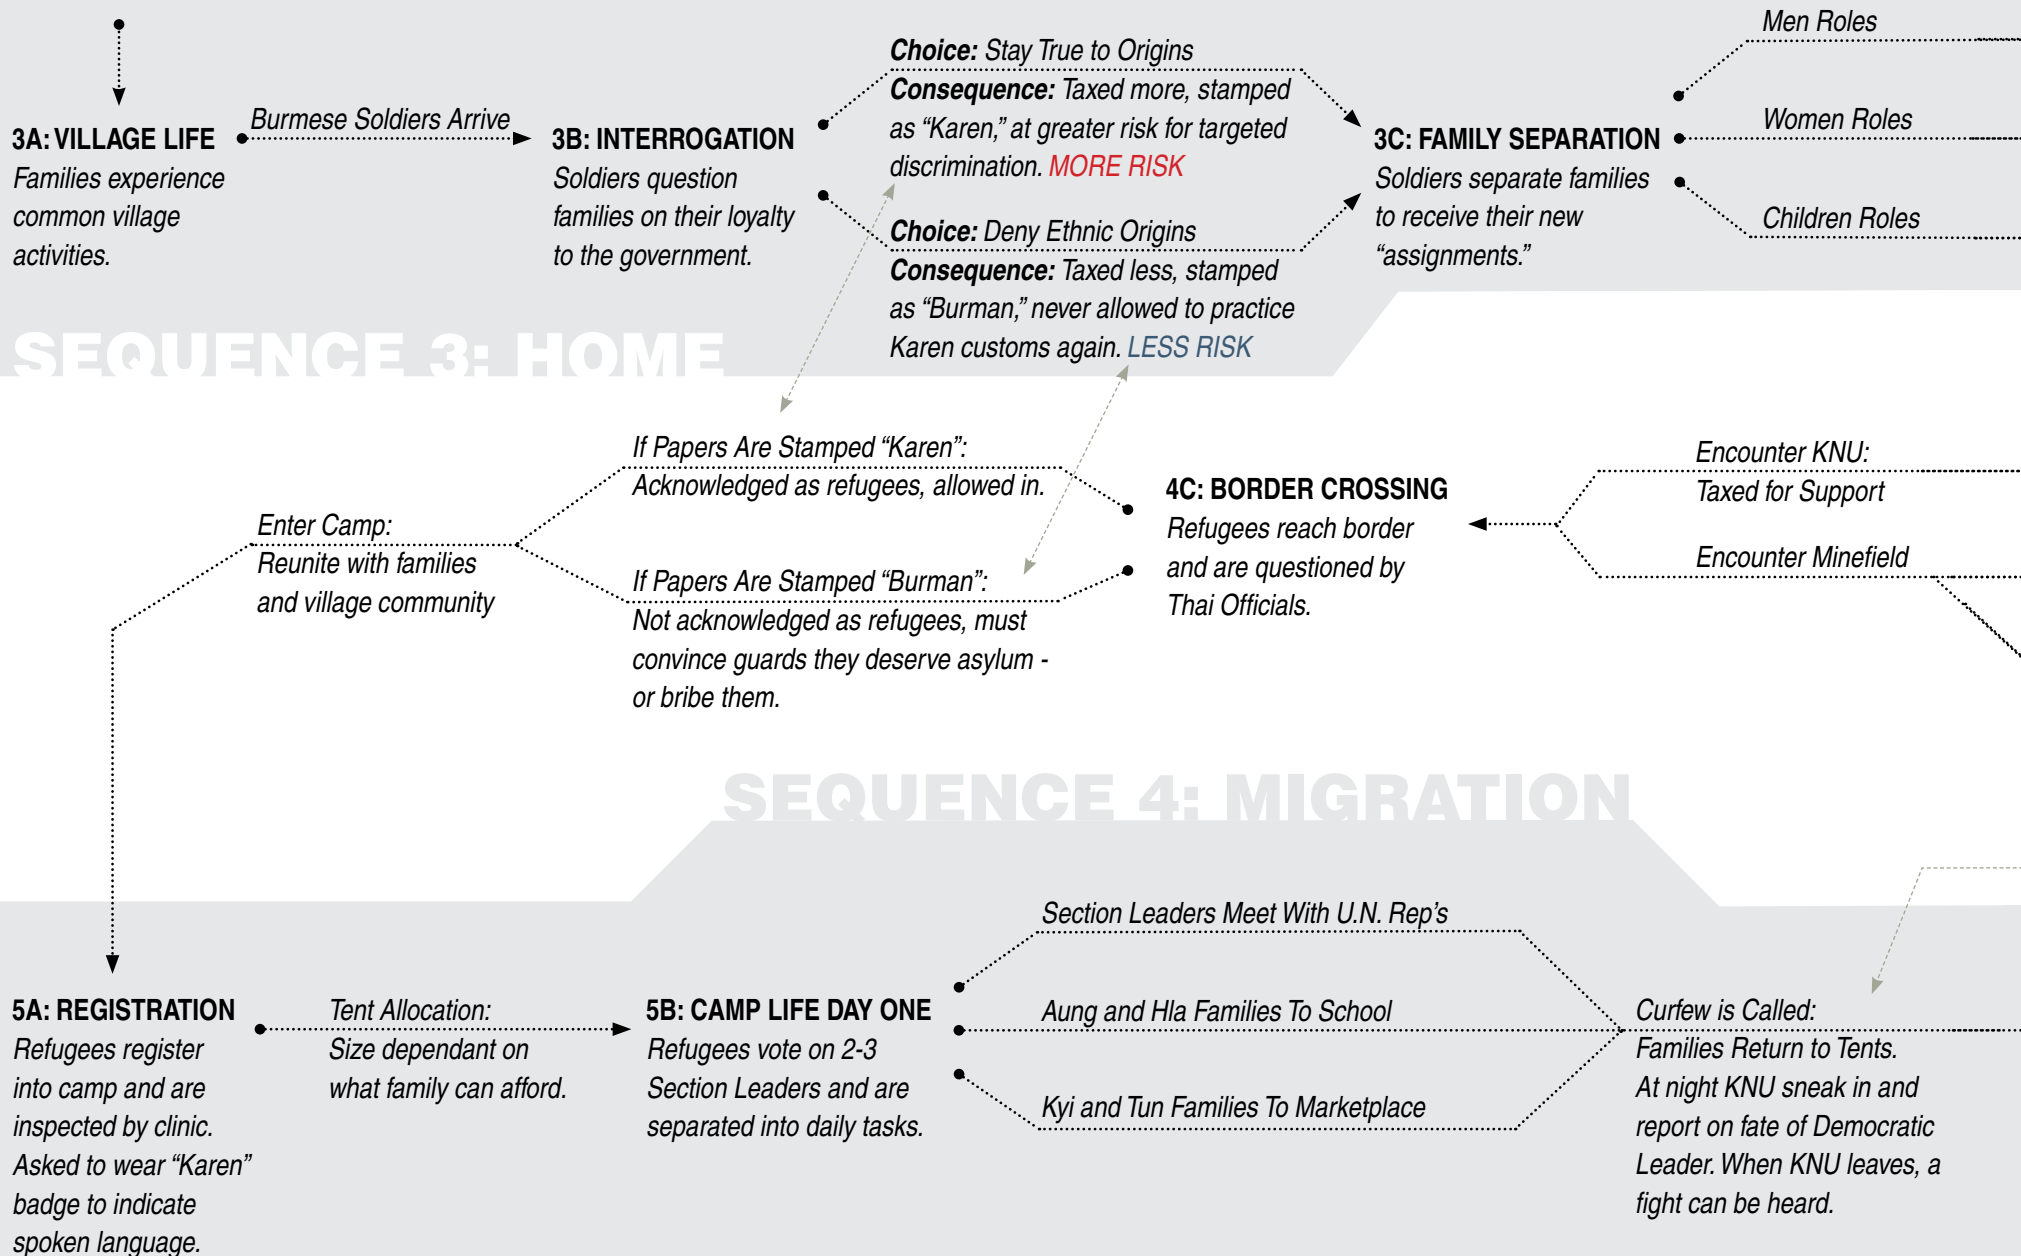 3A: VILLAGE LIFE
Families experience
common village
activities.
Burmese Soldiers Arrive
3B: INTERROGATION
Soldiers question
families on their loyalty
to the government.
Choice: Stay True to Origins
Consequence: Taxed more, stamped
as “Karen,” at greater risk for targeted
discrimination. MORE RISK
Choice: Deny Ethnic Origins
Consequence: Taxed less, stamped
as “Burman,” never allowed to practice
Karen customs again. LESS RISK
3C: FAMILY SEPARATION
Soldiers separate families
to receive their new
“assignments.”
Men Roles
Women Roles
Children Roles
SEQUENCE 3: HOME
Encounter KNU:
Taxed for Support
Encounter Minefield
4C: BORDER CROSSING
Refugees reach border
and are questioned by
Thai Officials.
If Papers Are Stamped “Karen”:
Acknowledged as refugees, allowed in.
If Papers Are Stamped “Burman”:
Not acknowledged as refugees, must
convince guards they deserve asylum -
or bribe them.
Enter Camp:
Reunite with families
and village community
SEQUENCE 4: MIGRATION
5A: REGISTRATION
Refugees register
into camp and are
inspected by clinic.
Asked to wear “Karen”
badge to indicate
spoken language.
Tent Allocation:
Size dependant on
what family can afford.
5B: CAMP LIFE DAY ONE
Refugees vote on 2-3
Section Leaders and are
separated into daily tasks.
Section Leaders Meet With U.N. Rep's
Aung and Hla Families To School
Kyi and Tun Families To Marketplace
Curfew is Called:
Families Return to Tents.
At night KNU sneak in and
report on fate of Democratic
Leader. When KNU leaves, a
fight can be heard.